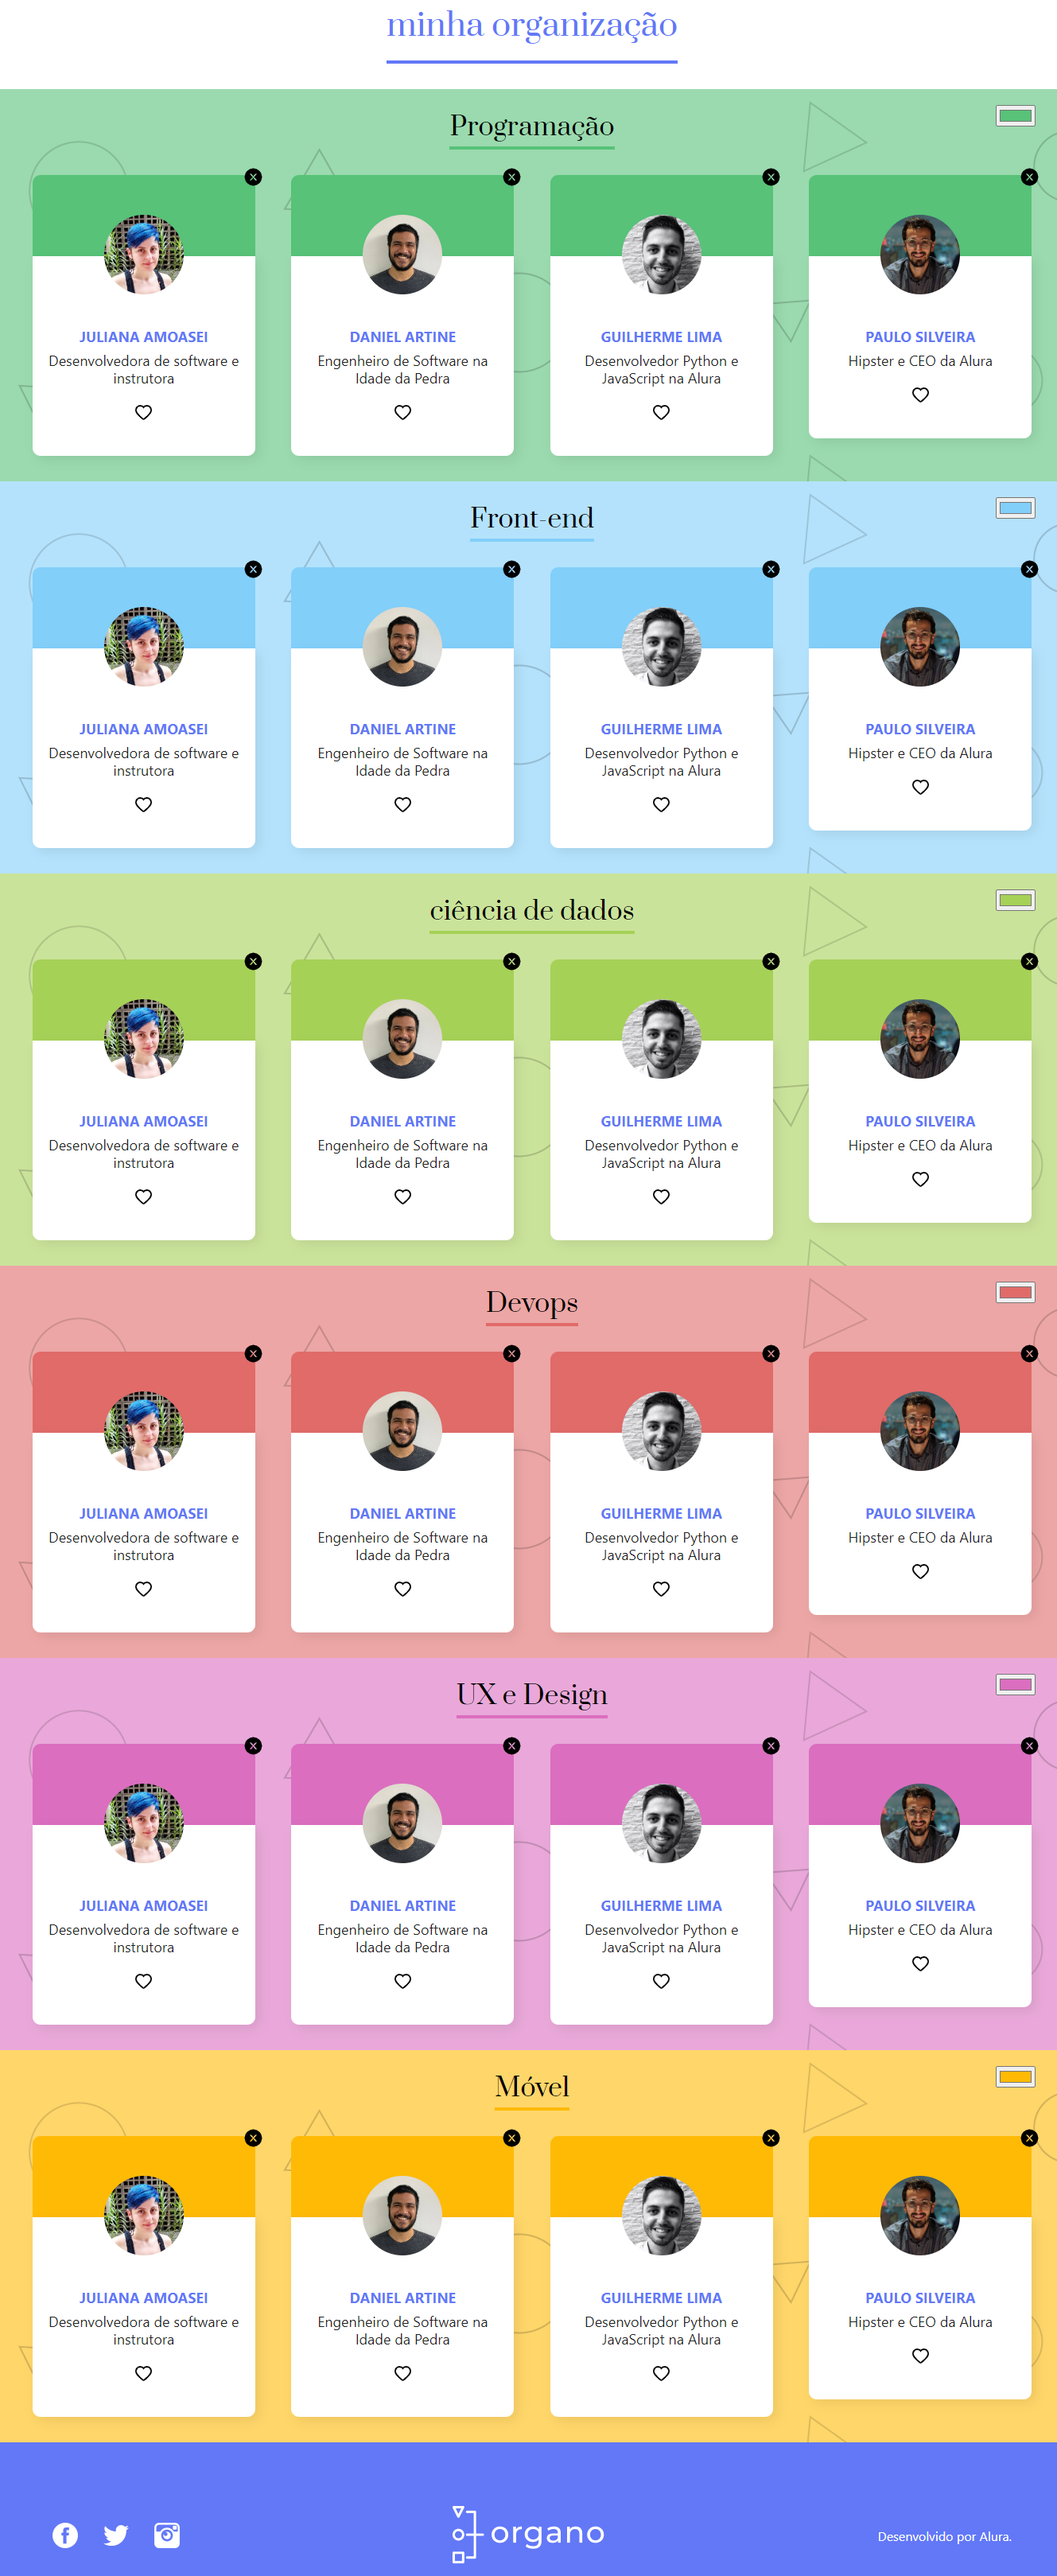 minha organização
Programação
X X X X
JULIANA AMOASEI
Desenvolvedora de software e
instrutora
DANIEL ARTINE
Engenheiro de Software na
Idade da Pedra
GUILHERME LIMA
Desenvolvedor Python e
JavaScript na Alura
PAULO SILVEIRA
Hipster e CEO da Alura
Front-end
X X X X
JULIANA AMOASEI
Desenvolvedora de software e
instrutora
DANIEL ARTINE
Engenheiro de Software na
Idade da Pedra
GUILHERME LIMA
Desenvolvedor Python e
JavaScript na Alura
PAULO SILVEIRA
Hipster e CEO da Alura
ciência de dados
X X X X
JULIANA AMOASEI
Desenvolvedora de software e
instrutora
DANIEL ARTINE
Engenheiro de Software na
Idade da Pedra
GUILHERME LIMA
Desenvolvedor Python e
JavaScript na Alura
PAULO SILVEIRA
Hipster e CEO da Alura
Devops
X X X X
JULIANA AMOASEI
Desenvolvedora de software e
instrutora
DANIEL ARTINE
Engenheiro de Software na
Idade da Pedra
GUILHERME LIMA
Desenvolvedor Python e
JavaScript na Alura
PAULO SILVEIRA
Hipster e CEO da Alura
UX e Design
X X X X
JULIANA AMOASEI
Desenvolvedora de software e
instrutora
DANIEL ARTINE
Engenheiro de Software na
Idade da Pedra
GUILHERME LIMA
Desenvolvedor Python e
JavaScript na Alura
PAULO SILVEIRA
Hipster e CEO da Alura
Móvel
X X X X
JULIANA AMOASEI
Desenvolvedora de software e
instrutora
DANIEL ARTINE
Engenheiro de Software na
Idade da Pedra
GUILHERME LIMA
Desenvolvedor Python e
JavaScript na Alura
PAULO SILVEIRA
Hipster e CEO da Alura
organo
Desenvolvido por Alura.